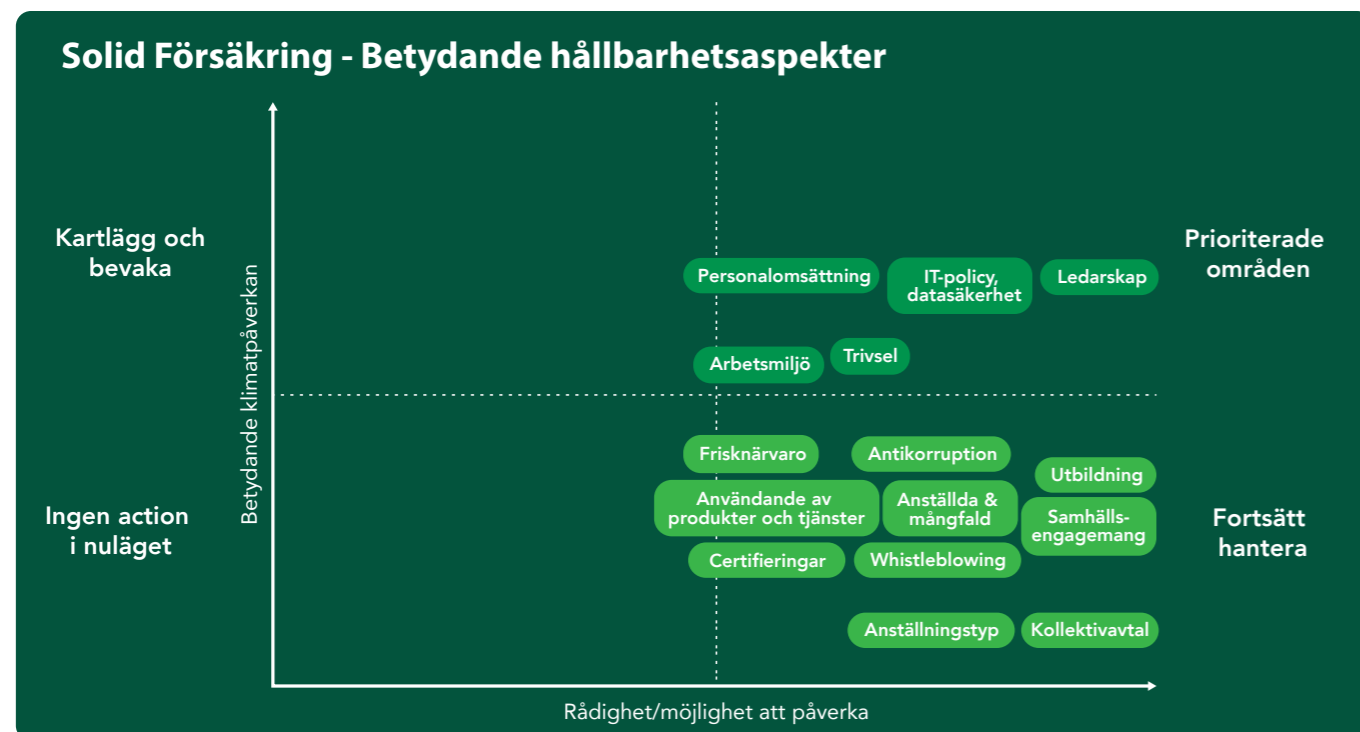 Solid Försäkring - Betydande hållbarhetsaspekter
Kartlägg och
bevaka
Ingen action
i nuläget
Betydande klimatpåverkan
Personalomsättning
IT-policy,
datasäkerhet
Ledarskap
Arbetsmiljö
Trivsel
Frisknärvaro
Antikorruption
Utbildning
Användande av
produkter och tjänster
Anställda &
mångfald
Samhälls-
engagemang
Certifieringar
Whistleblowing
Anställningstyp
Kollektivavtal
Prioriterade
områden
Fortsätt
hantera
Rådighet/möjlighet att påverka